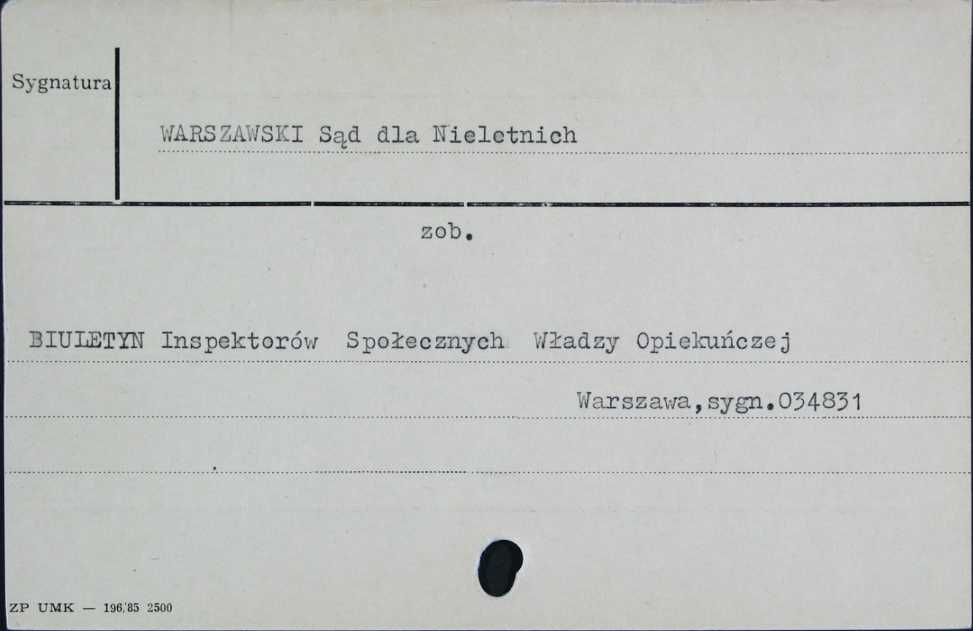 Sygnatura
WARSZAWSKI Sąd dla Nieletnich
zob.
BIULETYN Inspektorów Społecznych Władzy Opiekuńczej
Warszawa,sygn.034831
ZP UMK — 196/85 2500